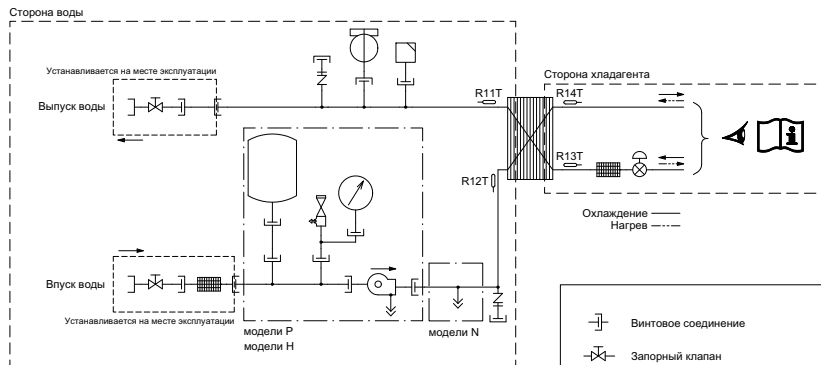 Сторона воды
Устанавливается на месте эксплуатации
Сторона хладагента
Выпуск воды
R11T
R14T
R12T
R13T
Охлаждение
Нагрев
Впуск воды
Устанавливается на месте эксплуатации
модели P
модели H
модели N
Винтовое соединение
Запорный клапан